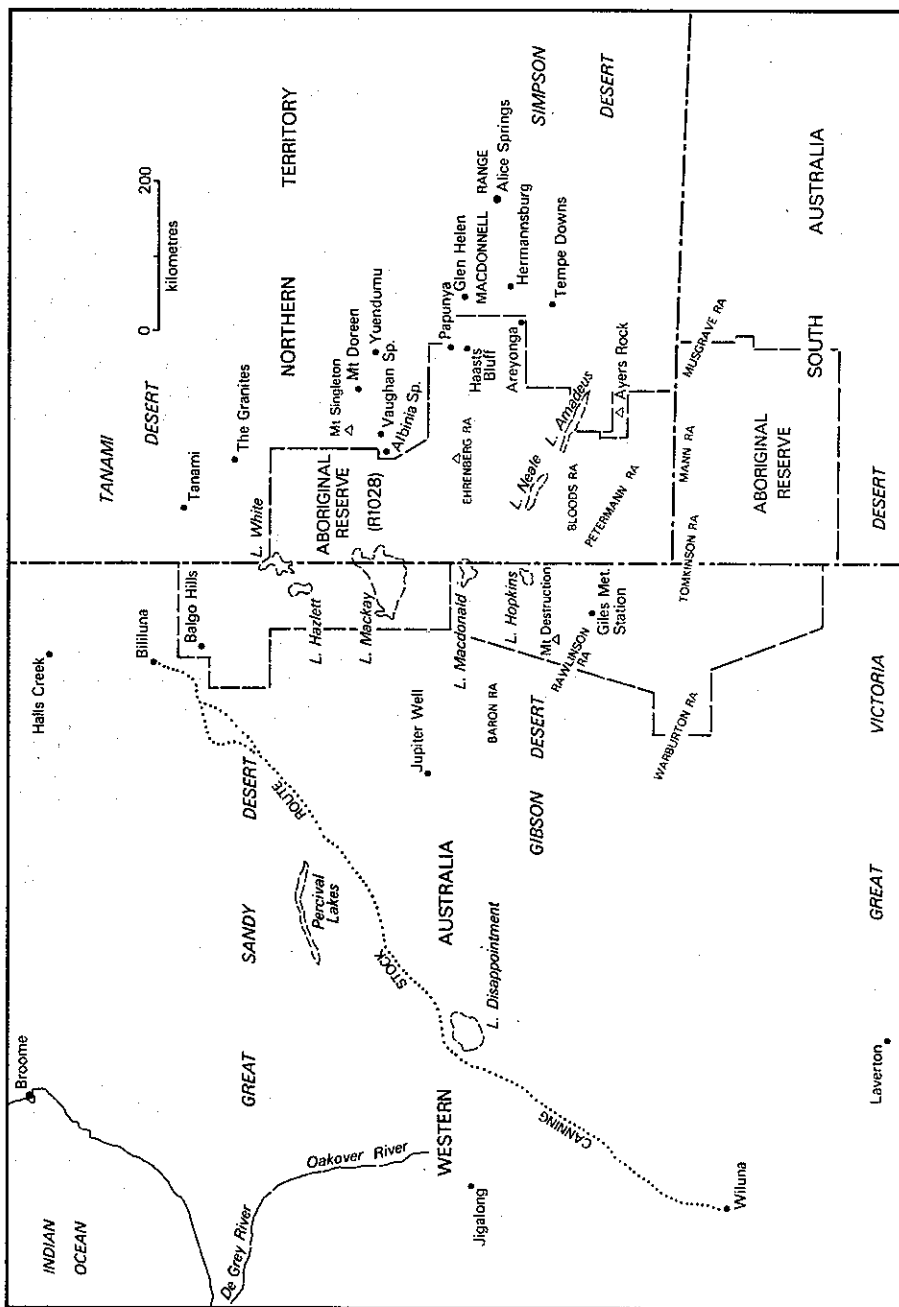 INDIAN
OCEAN
Broome
De Grey River
Oakover River
GREAT
SANDY
DESERT
Percival
Lakes
Halls Creek
Bililuna
Balgo Hills
TANAMI
DESERT
Tanami
The Granites
0
200
kilometres
NORTHERN
TERRITORY
L. White
L. Hazlett
L. Mackay
ABORIGINAL
RESERVE
(R1028)
Mt Singleton
Mt Doreen
Yuendumu
Vaughan Sp.
Albinia Sp.
Papunya
Haasts
Bluff
Glen Helen
MACDONNELL
RANGE
Alice Springs
Hermannsburg
Areyonga
Tempe Downs
SIMPSON
DESERT
EHRENBERG RA
L. Macdonald
L. Hopkins
L. Neale
L. Amadeus
Ayers Rock
BLOODS RA
PETERMANN RA
Mt Destruction
Giles Met.
Station
RAWLINSON
RA
BARON RA
Jupiter Well
CANNING
STOCK
ROUTE
WESTERN
AUSTRALIA
Jigalong
L. Disappointment
GIBSON
DESERT
WARBURTON RA
TOMKINSON RA
MANN RA
MUSGRAVE RA
ABORIGINAL
RESERVE
SOUTH
AUSTRALIA
Wiluna
Laverton
GREAT
VICTORIA
DESERT